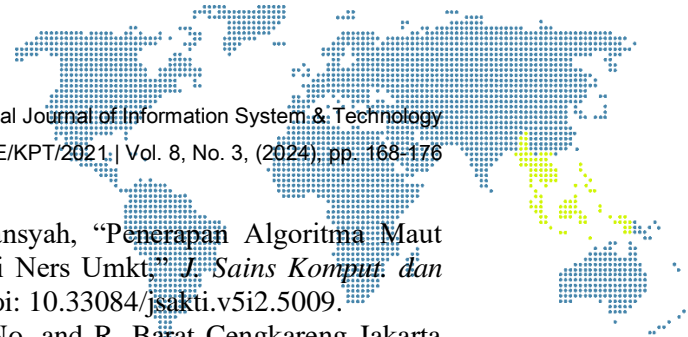 al Journal of Information System & Technology
E/KPT/2021 | Vol. 8, No. 3, (2024), pp. 168-176
ansyah, “Penerapan Algoritma Maut
i Ners Umkt,” J. Sains Komput. dan
oi: 10.33084/jsakti.v5i2.5009.
No. and R. Barat Cengkareng Jakarta